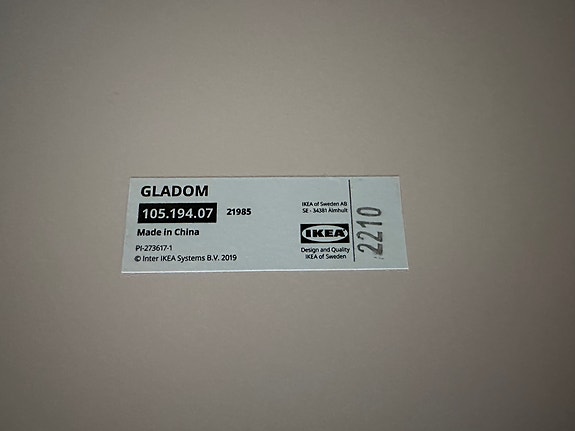 GLADOM
105.194.07 21985
Made in China
PI-273617-1
© Inter IKEA Systems B.V. 2019
IKEA of Sweden AB
SE - 34381 Älmhult
IKEA
Design and Quality
IKEA of Sweden
2210